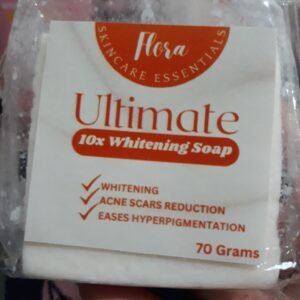 Flora
SKINCARE ESSENTIALS
Ultimate
10x Whitening Soap
WHITENING
ACNE SCARS REDUCTION
EASES HYPERPIGMENTATION
70 Grams